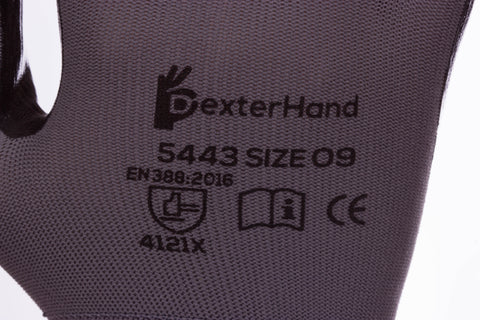 DexterHand
5443 SIZE 09
EN 388:2016
i CE
4121X